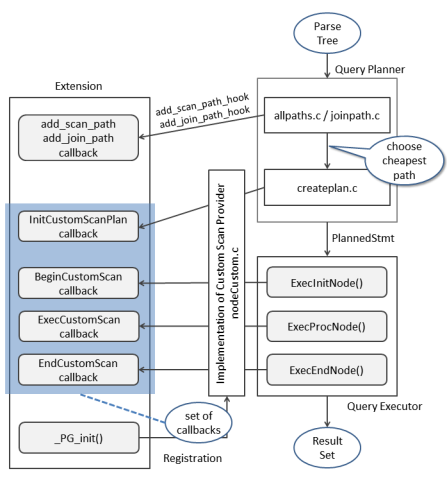 Parse
Tree
Query Planner
Extension
add_scan_path_hook
add_join_path_hook
add_scan_path
add_join_path
callback
allpaths.c / joinpath.c
choose
cheapest
path
createplan.c
InitCustomScanPlan
callback
PlannedStmt
Implementation of Custom Scan Provider
nodeCustom.c
BeginCustomScan
callback
ExecInitNode()
ExecCustomScan
callback
ExecProcNode()
EndCustomScan
callback
ExecEndNode()
Query Executor
set of
callbacks
_PG_init()
Registration
Result
Set